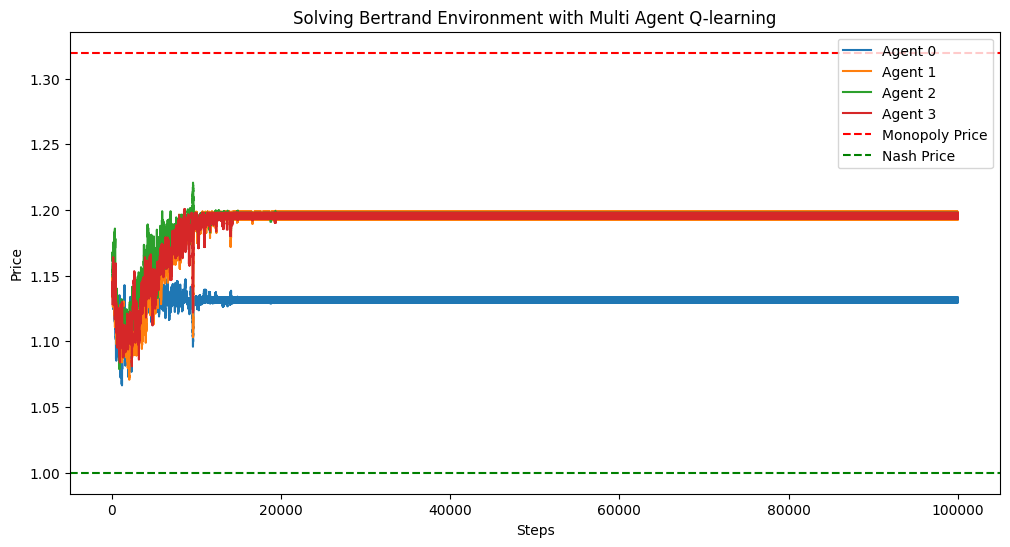 Solving Bertrand Environment with Multi Agent Q-learning
Price
1.30
1.25
1.20
1.15
1.10
1.05
1.00
Agent 0
Agent 1
Agent 2
Agent 3
Monopoly Price
Nash Price
0
20000
40000
60000
80000
100000
Steps